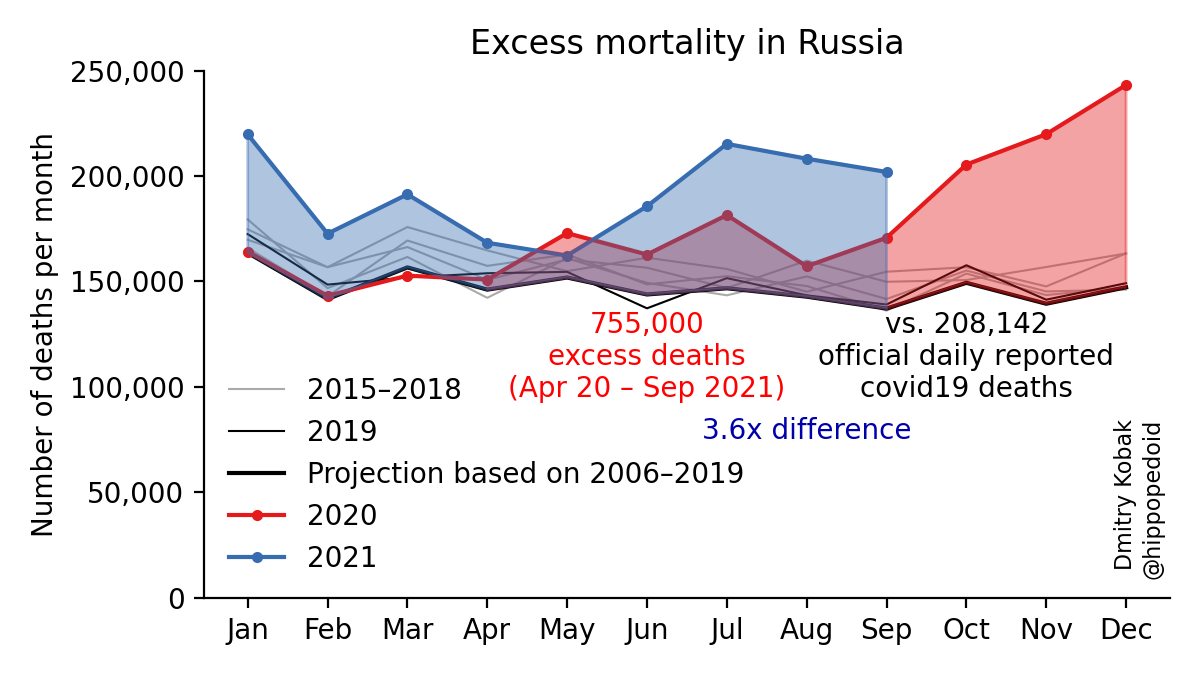 Excess mortality in Russia
Number of deaths per month
250,000
200,000
150,000
100,000
50,000
0
755,000
excess deaths
(Apr 20 – Sep 2021)
vs. 208,142
official daily reported
covid19 deaths
3.6x difference
2015–2018
2019
Projection based on 2006–2019
2020
2021
Dmitry Kobak
@hippopedoid
Jan Feb Mar Apr May Jun Jul Aug Sep Oct Nov Dec